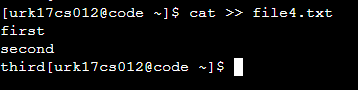 [urk17cs012@code ~]$ cat >> file4.txt
first
second
third[urk17cs012@code ~]$